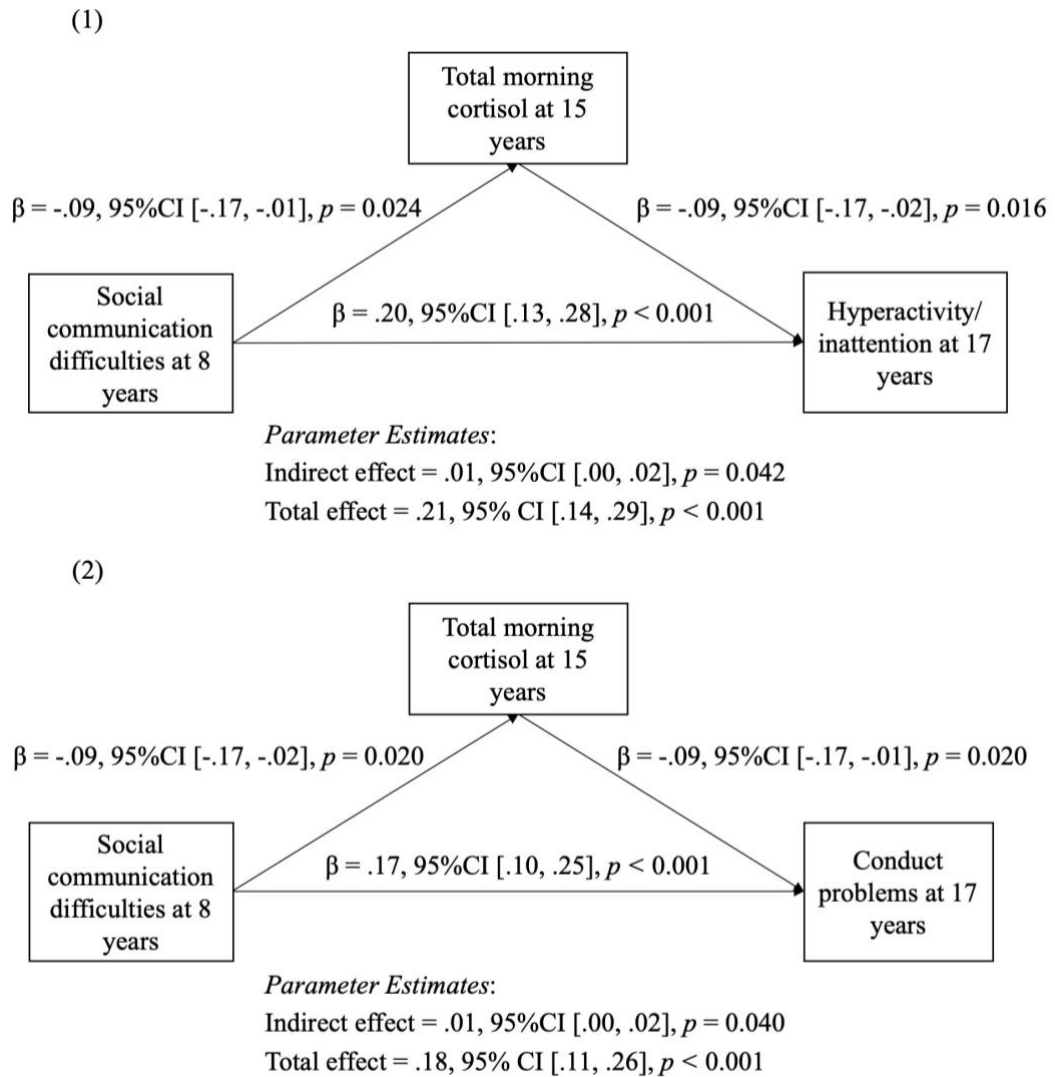 (1)
Total morning
cortisol at 15
years
β = -.09, 95%CI [-.17, -.01], p = 0.024
β = -.09, 95%CI [-.17, -.02], p = 0.016
Social
communication
difficulties at 8
years
β = .20, 95%CI [.13, .28], p < 0.001
Hyperactivity/
inattention at 17
years
Parameter Estimates:
Indirect effect = .01, 95%CI [.00, .02], p = 0.042
Total effect = .21, 95% CI [.14, .29], p < 0.001
(2)
Total morning
cortisol at 15
years
β = -.09, 95%CI [-.17, -.02], p = 0.020
β = -.09, 95%CI [-.17, -.01], p = 0.020
Social
communication
difficulties at 8
years
β = .17, 95%CI [.10, .25], p < 0.001
Conduct
problems at 17
years
Parameter Estimates:
Indirect effect = .01, 95%CI [.00, .02], p = 0.040
Total effect = .18, 95% CI [.11, .26], p < 0.001